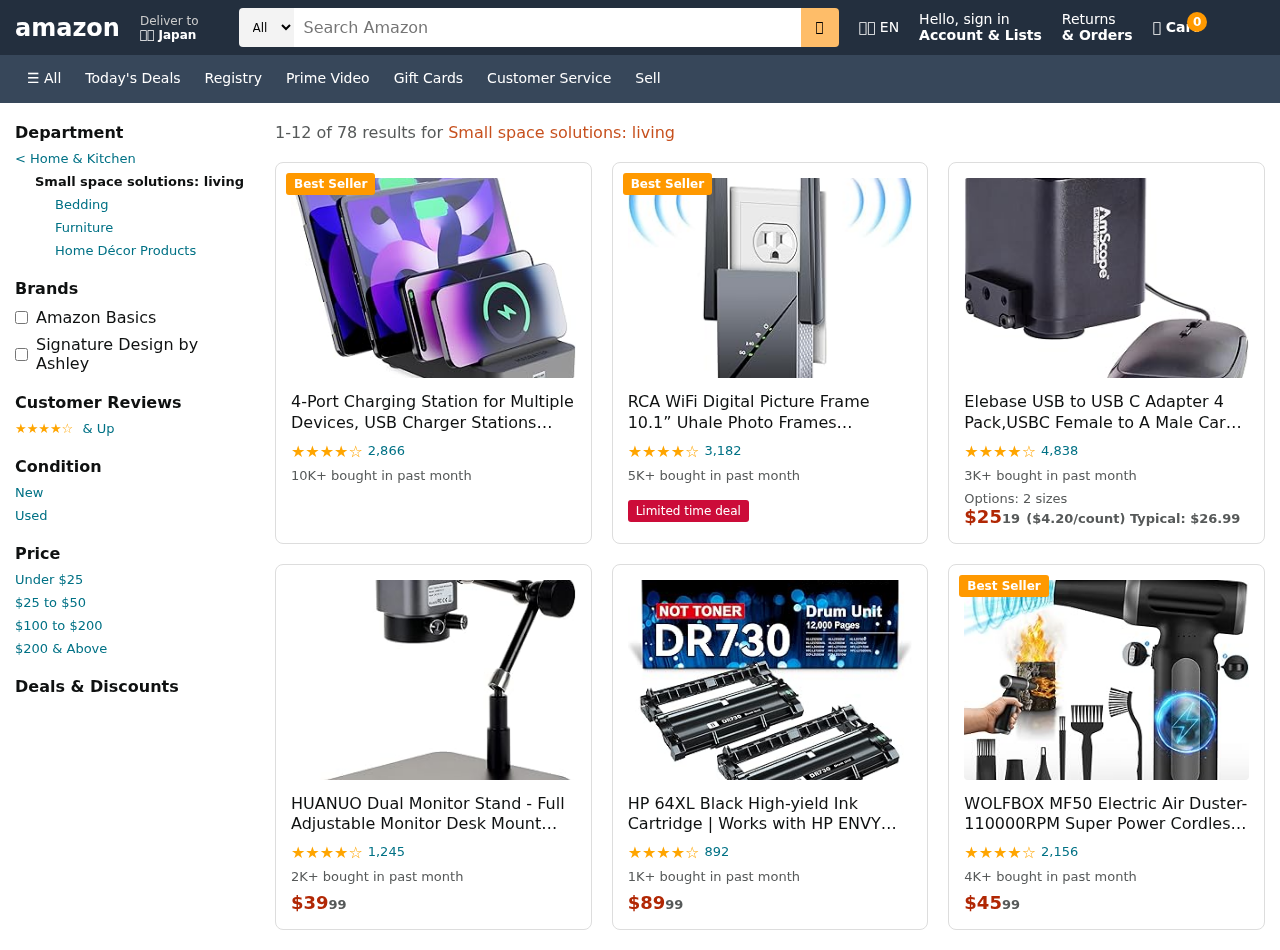 amazon
Deliver to
Japan
All
Search Amazon
EN
Hello, sign in
Account & Lists
Returns
& Orders
0
☰ All
Today's Deals
Registry
Prime Video
Gift Cards
Customer Service
Sell
Department
< Home & Kitchen
Small space solutions: living
Bedding
Furniture
Home Décor Products
Brands
Amazon Basics
Signature Design by
Ashley
Customer Reviews
★★★★☆ & Up
Condition
New
Used
Price
Under $25
$25 to $50
$100 to $200
$200 & Above
Deals & Discounts
1-12 of 78 results for Small space solutions: living
Best Seller
4-Port Charging Station for Multiple
Devices, USB Charger Stations…
★★★★☆ 2,866
10K+ bought in past month
Best Seller
RCA WiFi Digital Picture Frame
10.1” Uhale Photo Frames…
★★★★☆ 3,182
5K+ bought in past month
Limited time deal
AmScope
Elebase USB to USB C Adapter 4
Pack,USBC Female to A Male Car…
★★★★☆ 4,838
3K+ bought in past month
Options: 2 sizes
$2519 ($4.20/count) Typical: $26.99
HUANUO Dual Monitor Stand - Full
Adjustable Monitor Desk Mount…
★★★★☆ 1,245
2K+ bought in past month
$3999
NOT TONER
DR730
Drum Unit
12,000 Pages
DR730
DR730
HP 64XL Black High-yield Ink
Cartridge | Works with HP ENVY…
★★★★☆ 892
1K+ bought in past month
$8999
Best Seller
WOLFBOX MF50 Electric Air Duster-
110000RPM Super Power Cordles…
★★★★☆ 2,156
4K+ bought in past month
$4599